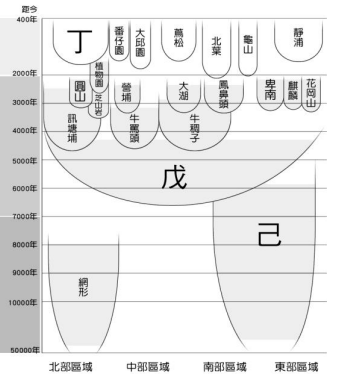 距今
400年
2000年
3000年
4000年
5000年
6000年
7000年
8000年
9000年
10000年
50000年
丁
番仔園
大邱園
蔦松
北葉
龜山
靜浦
植物園
圓山
芝山岩
營埔
大湖
鳳鼻頭
卑南
麒麟
花岡山
訊塘埔
牛罵頭
牛稠子
戊
己
網形
北部區域
中部區域
南部區域
東部區域